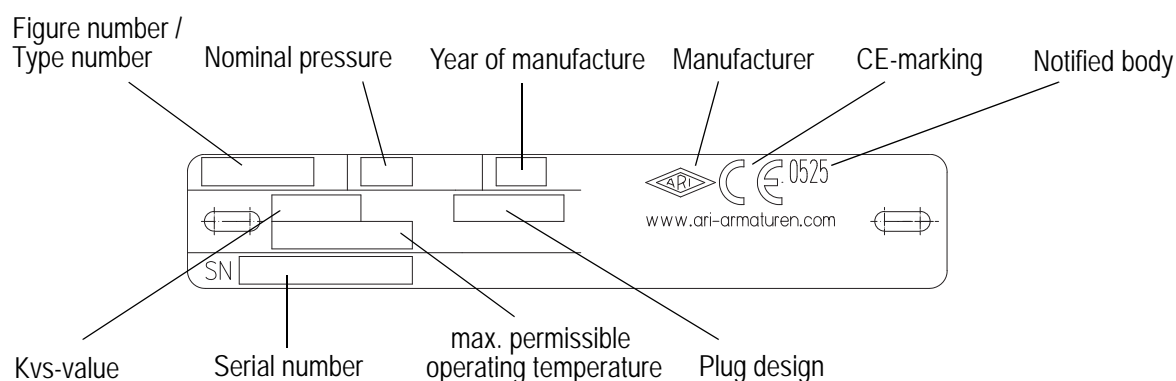 Figure number /
Type number
Nominal pressure
Year of manufacture
Manufacturer
CE-marking
Notified body
ARI
CE 0525
www.ari-armaturen.com
SN
Kvs-value
Serial number
max. permissible
operating temperature
Plug design